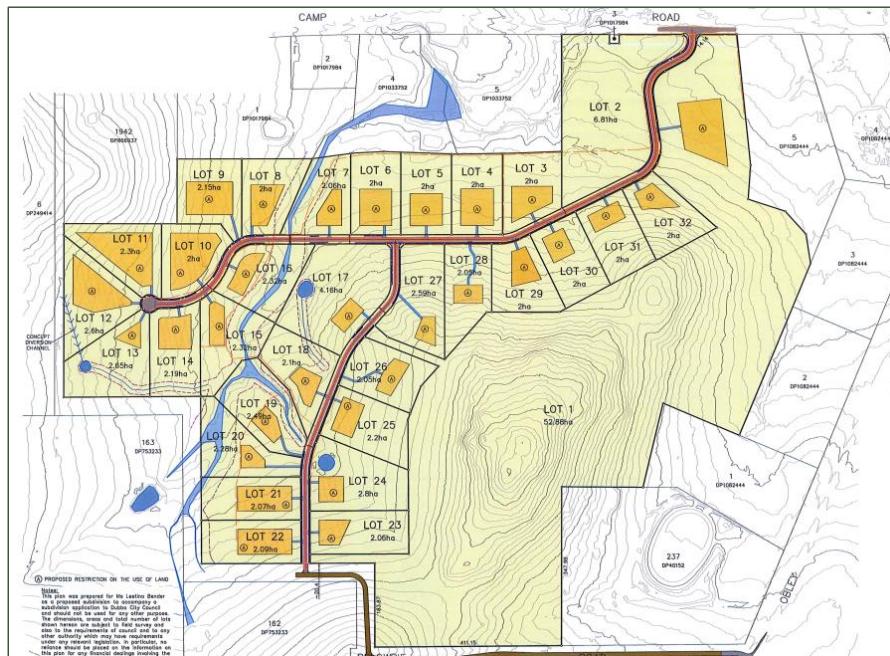 CAMP
ROAD
3
DP1017984
2
DP1017984
4
DP1033752
5
DP1033752
1
DP1017984
1942
6
DP249414
LOT 2
6.81ha
5
DP1082444
4
DP1082444
LOT 9
2.15ha
LOT 8
2ha
LOT 7
2.06ha
LOT 6
2ha
LOT 5
2ha
LOT 4
2ha
LOT 3
2ha
LOT 32
2ha
LOT 31
2ha
LOT 30
2ha
LOT 29
2ha
LOT 28
2.05ha
LOT 27
2.59ha
LOT 11
2.3ha
LOT 10
2ha
LOT 16
2.32ha
LOT 17
4.16ha
3
DP1082444
LOT 12
2.6ha
CONCEPT
DIVERSION
CHANNEL
LOT 13
2.65ha
LOT 14
2.19ha
LOT 15
LOT 18
2.1ha
LOT 26
2.05ha
2
DP1082444
LOT 19
2.49ha
LOT 20
2.28ha
LOT 25
2.2ha
LOT 1
52.88ha
163
DP753233
LOT 21
2.07ha
LOT 24
2.8ha
1
DP1082444
LOT 22
2.09ha
LOT 23
2.06ha
237
DP40152
OBLEY
162
DP753233
411.15
Ⓐ PROPOSED RESTRICTION ON THE USE OF LAND
Notes:
This plan was prepared for Ms Lestina Bender
as a proposed subdivision to accompany a
subdivision application to Dubbo City Council
and should not be used for any other purpose.
The dimensions, areas and total number of lots
shown hereon are subject to field survey and
also to the requirements of council and to any
other authority which may have requirements
under any relevant legislation. In particular, no
reliance should be placed on the information on
this plan for any financial dealings involving the